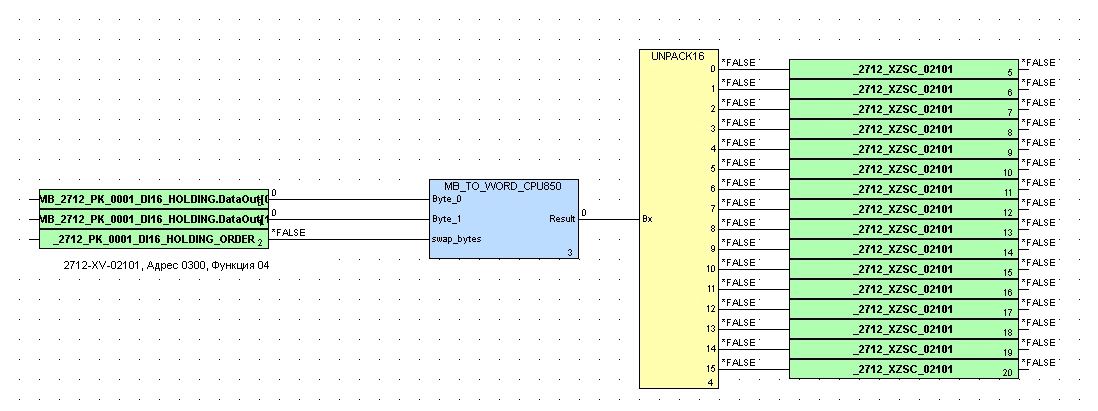 UNPACK16
0 *FALSE _2712_XZSC_02101 5 *FALSE
1 *FALSE _2712_XZSC_02101 6 *FALSE
2 *FALSE _2712_XZSC_02101 7 *FALSE
3 *FALSE _2712_XZSC_02101 8 *FALSE
4 *FALSE _2712_XZSC_02101 9 *FALSE
5 *FALSE _2712_XZSC_02101 10 *FALSE
6 *FALSE _2712_XZSC_02101 11 *FALSE
7 *FALSE _2712_XZSC_02101 12 *FALSE
8 *FALSE _2712_XZSC_02101 13 *FALSE
9 *FALSE _2712_XZSC_02101 14 *FALSE
10 *FALSE _2712_XZSC_02101 15 *FALSE
11 *FALSE _2712_XZSC_02101 16 *FALSE
12 *FALSE _2712_XZSC_02101 17 *FALSE
13 *FALSE _2712_XZSC_02101 18 *FALSE
14 *FALSE _2712_XZSC_02101 19 *FALSE
15 *FALSE _2712_XZSC_02101 20 *FALSE
Bx
4
MB_TO_WORD_CPU850
MB_2712_PK_0001_DI16_HOLDING.DataOut[0 0 Byte_0
MB_2712_PK_0001_DI16_HOLDING.DataOut[1 0 Byte_1 Result 0
_2712_PK_0001_DI16_HOLDING_ORDER 2 *FALSE swap_bytes
3
2712-XV-02101, Адрес 0300, Функция 04